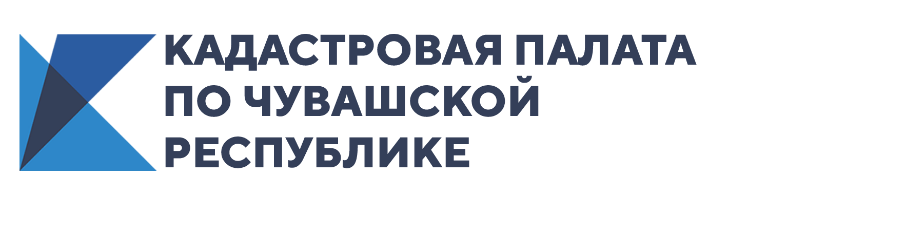 КАДАСТРОВАЯ ПАЛАТА
ПО ЧУВАШСКОЙ
РЕСПУБЛИКЕ